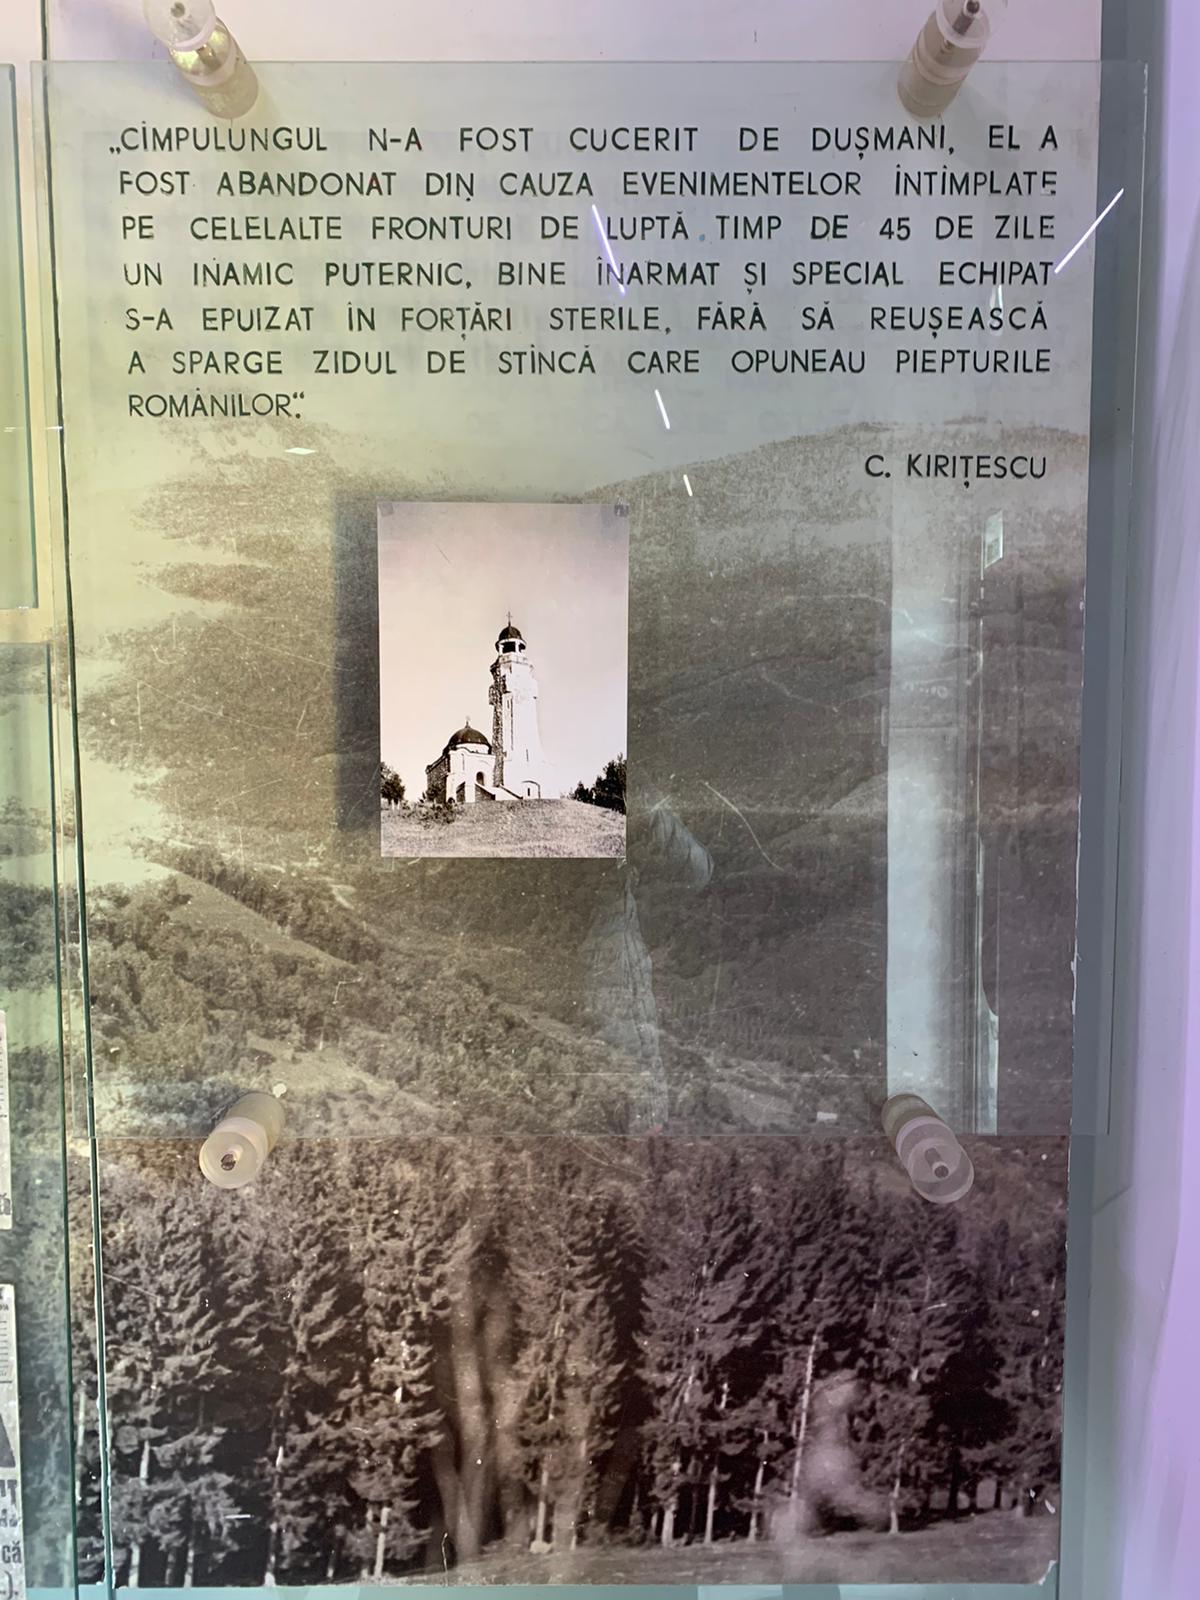 „CÎMPULUNGUL N-A FOST CUCERIT DE DUȘMANI, EL A
FOST ABANDONAT DIN CAUZA EVENIMENTELOR ÎNTÎMPLATE
PE CELELALTE FRONTURI DE LUPTĂ. TIMP DE 45 DE ZILE
UN INAMIC PUTERNIC, BINE ÎNARMAT ȘI SPECIAL ECHIPAT
S-A EPUIZAT ÎN FORȚĂRI STERILE, FĂRĂ SĂ REUȘEASCĂ
A SPARGE ZIDUL DE STÎNCĂ CARE OPUNEAU PIEPTURILE
ROMÂNILOR."
C. KIRIȚESCU